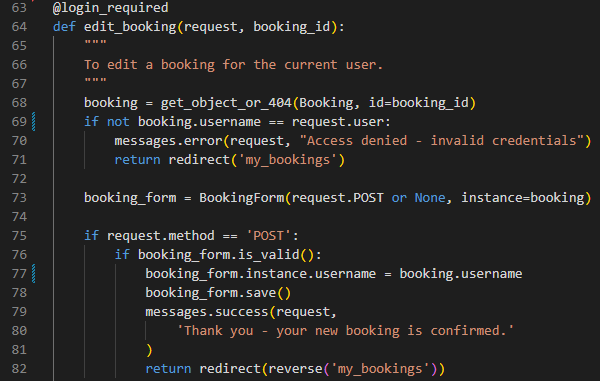 63 @login_required
64 def edit_booking(request, booking_id):
65 """
66 To edit a booking for the current user.
67 """
68 booking = get_object_or_404(Booking, id=booking_id)
69 if not booking.username == request.user:
70 messages.error(request, "Access denied - invalid credentials")
71 return redirect('my_bookings')
72
73 booking_form = BookingForm(request.POST or None, instance=booking)
74
75 if request.method == 'POST':
76 if booking_form.is_valid():
77 booking_form.instance.username = booking.username
78 booking_form.save()
79 messages.success(request,
80 'Thank you - your new booking is confirmed.'
81 )
82 return redirect(reverse('my_bookings'))